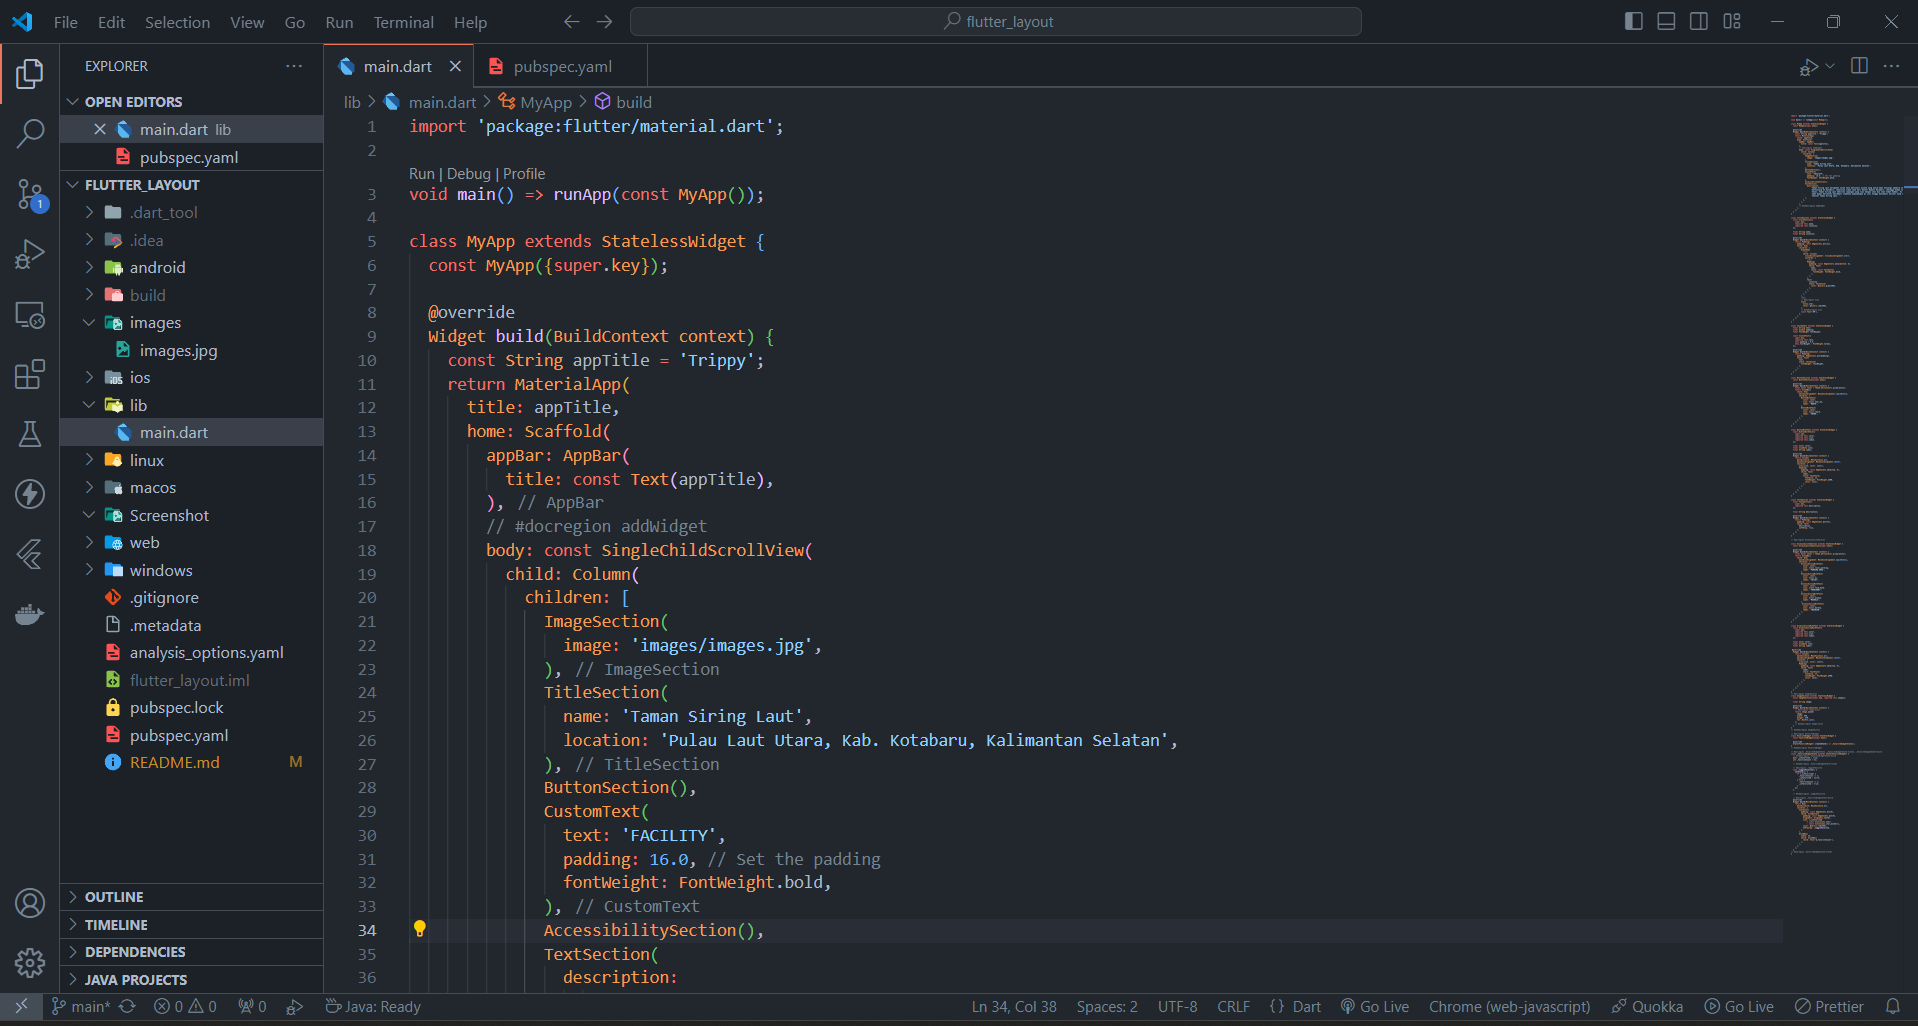 File Edit Selection View Go Run Terminal Help
flutter_layout
EXPLORER
OPEN EDITORS
main.dart lib
pubspec.yaml
FLUTTER_LAYOUT
.dart_tool
.idea
android
build
images
images.jpg
ios
lib
main.dart
linux
macos
Screenshot
web
windows
.gitignore
.metadata
analysis_options.yaml
flutter_layout.iml
pubspec.lock
pubspec.yaml
README.md M
OUTLINE
TIMELINE
DEPENDENCIES
JAVA PROJECTS
1
main.dart
pubspec.yaml
lib > main.dart > MyApp > build
1 import 'package:flutter/material.dart';
2
Run | Debug | Profile
3 void main() => runApp(const MyApp());
4
5 class MyApp extends StatelessWidget {
6 const MyApp({super.key});
7
8 @override
9 Widget build(BuildContext context) {
10 const String appTitle = 'Trippy';
11 return MaterialApp(
12 title: appTitle,
13 home: Scaffold(
14 appBar: AppBar(
15 title: const Text(appTitle),
16 ), // AppBar
17 // #docregion addWidget
18 body: const SingleChildScrollView(
19 child: Column(
20 children: [
21 ImageSection(
22 image: 'images/images.jpg',
23 ), // ImageSection
24 TitleSection(
25 name: 'Taman Siring Laut',
26 location: 'Pulau Laut Utara, Kab. Kotabaru, Kalimantan Selatan',
27 ), // TitleSection
28 ButtonSection(),
29 CustomText(
30 text: 'FACILITY',
31 padding: 16.0, // Set the padding
32 fontWeight: FontWeight.bold,
33 ), // CustomText
34 AccessibilitySection(),
35 TextSection(
36 description:
main* 0 0 0 Java: Ready
Ln 34, Col 38 Spaces: 2 UTF-8 CRLF {} Dart Go Live Chrome (web-javascript) Quokka Go Live Prettier